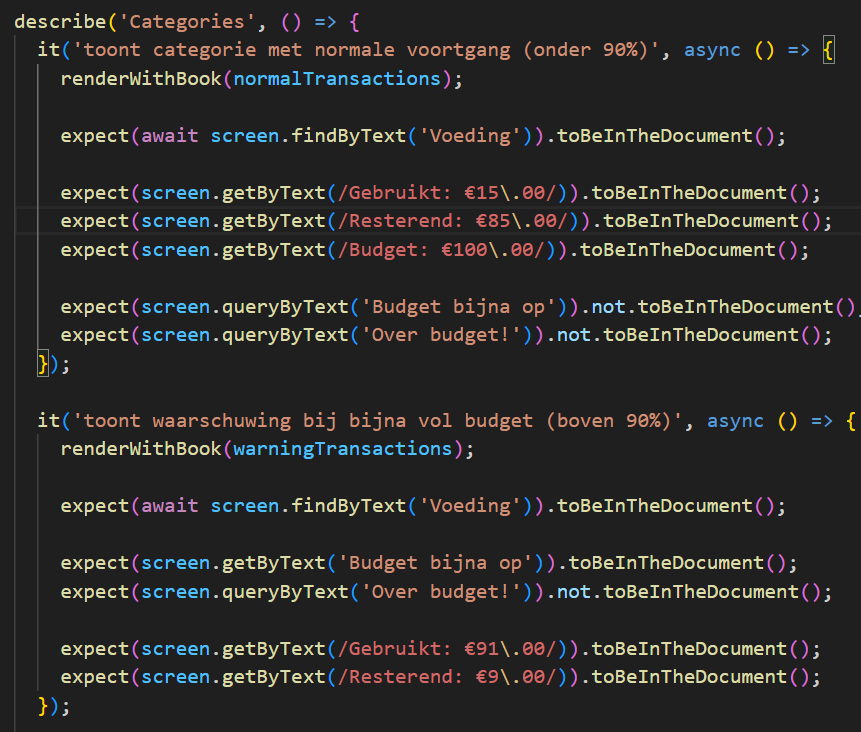 describe('Categories', () => {
it('toont categorie met normale voortgang (onder 90%)', async () => {
renderWithBook(normalTransactions);
expect(await screen.findByText('Voeding')).toBeInTheDocument();
expect(screen.getByText(/Gebruikt: €15\.00/)).toBeInTheDocument();
expect(screen.getByText(/Resterend: €85\.00/)).toBeInTheDocument();
expect(screen.getByText(/Budget: €100\.00/)).toBeInTheDocument();
expect(screen.queryByText('Budget bijna op')).not.toBeInTheDocument();
expect(screen.queryByText('Over budget!')).not.toBeInTheDocument();
});
it('toont waarschuwing bij bijna vol budget (boven 90%)', async () => {
renderWithBook(warningTransactions);
expect(await screen.findByText('Voeding')).toBeInTheDocument();
expect(screen.getByText('Budget bijna op')).toBeInTheDocument();
expect(screen.queryByText('Over budget!')).not.toBeInTheDocument();
expect(screen.getByText(/Gebruikt: €91\.00/)).toBeInTheDocument();
expect(screen.getByText(/Resterend: €9\.00/)).toBeInTheDocument();
});